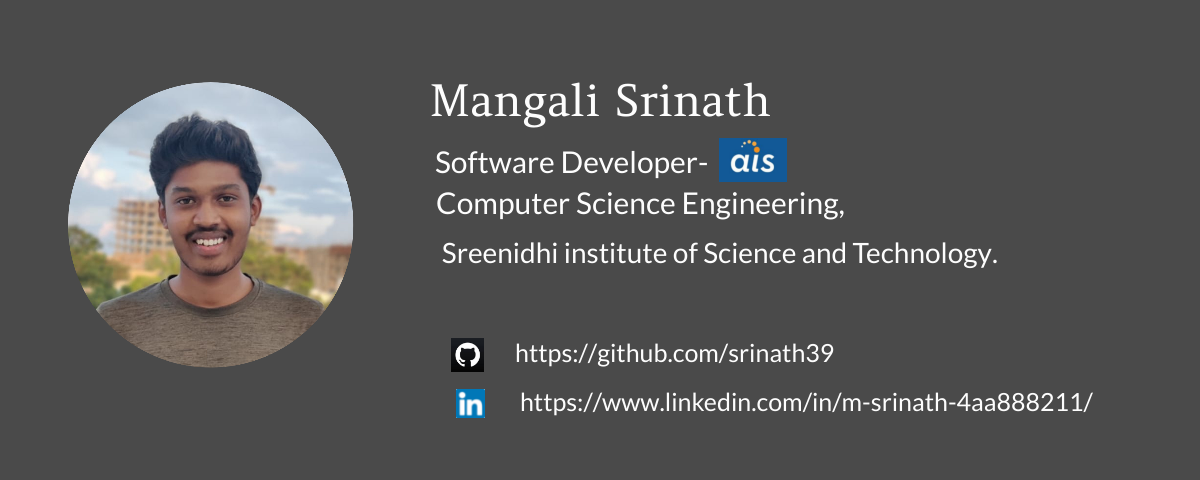 Mangali Srinath
Software Developer- ais
Computer Science Engineering,
Sreenidhi institute of Science and Technology.
https://github.com/srinath39
in https://www.linkedin.com/in/m-srinath-4aa888211/